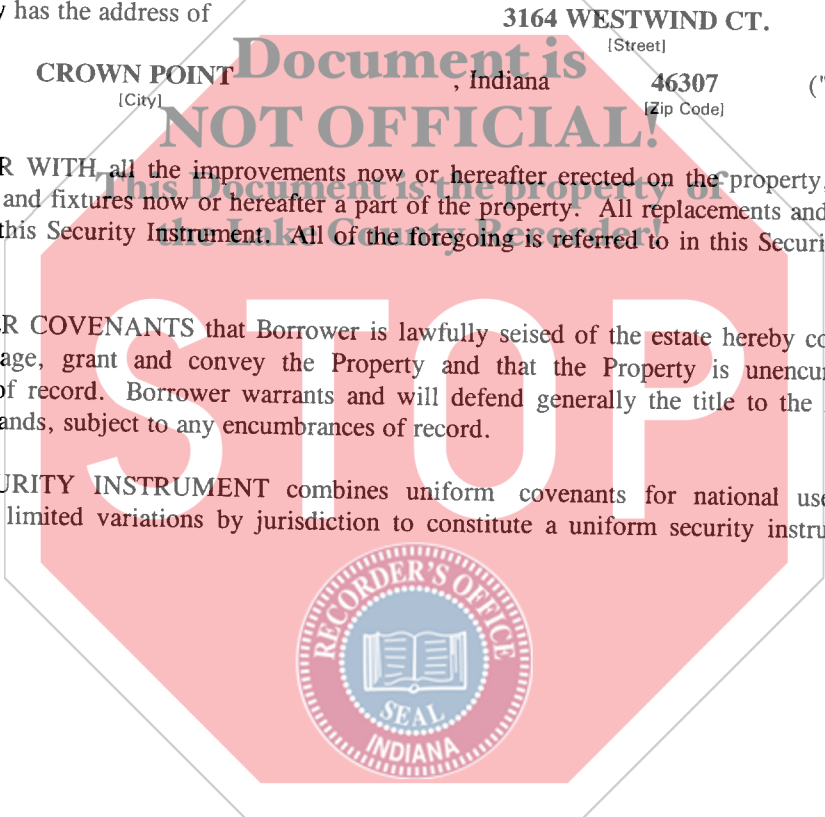 y has the address of 3164 WESTWIND CT.
[Street]
CROWN POINT , Indiana 46307 ("
[City] [Zip Code]
Document is
NOT OFFICIAL!
This Document is the property of
the Lake County Recorder!
R WITH all the improvements now or hereafter erected on the property,
and fixtures now or hereafter a part of the property. All replacements and
this Security Instrument. All of the foregoing is referred to in this Securi
R COVENANTS that Borrower is lawfully seised of the estate hereby co
age, grant and convey the Property and that the Property is unencu
of record. Borrower warrants and will defend generally the title to the
ands, subject to any encumbrances of record.
STOP
URITY INSTRUMENT combines uniform covenants for national use
limited variations by jurisdiction to constitute a uniform security instru
RECORDER'S OFFICE
SEAL
INDIANA